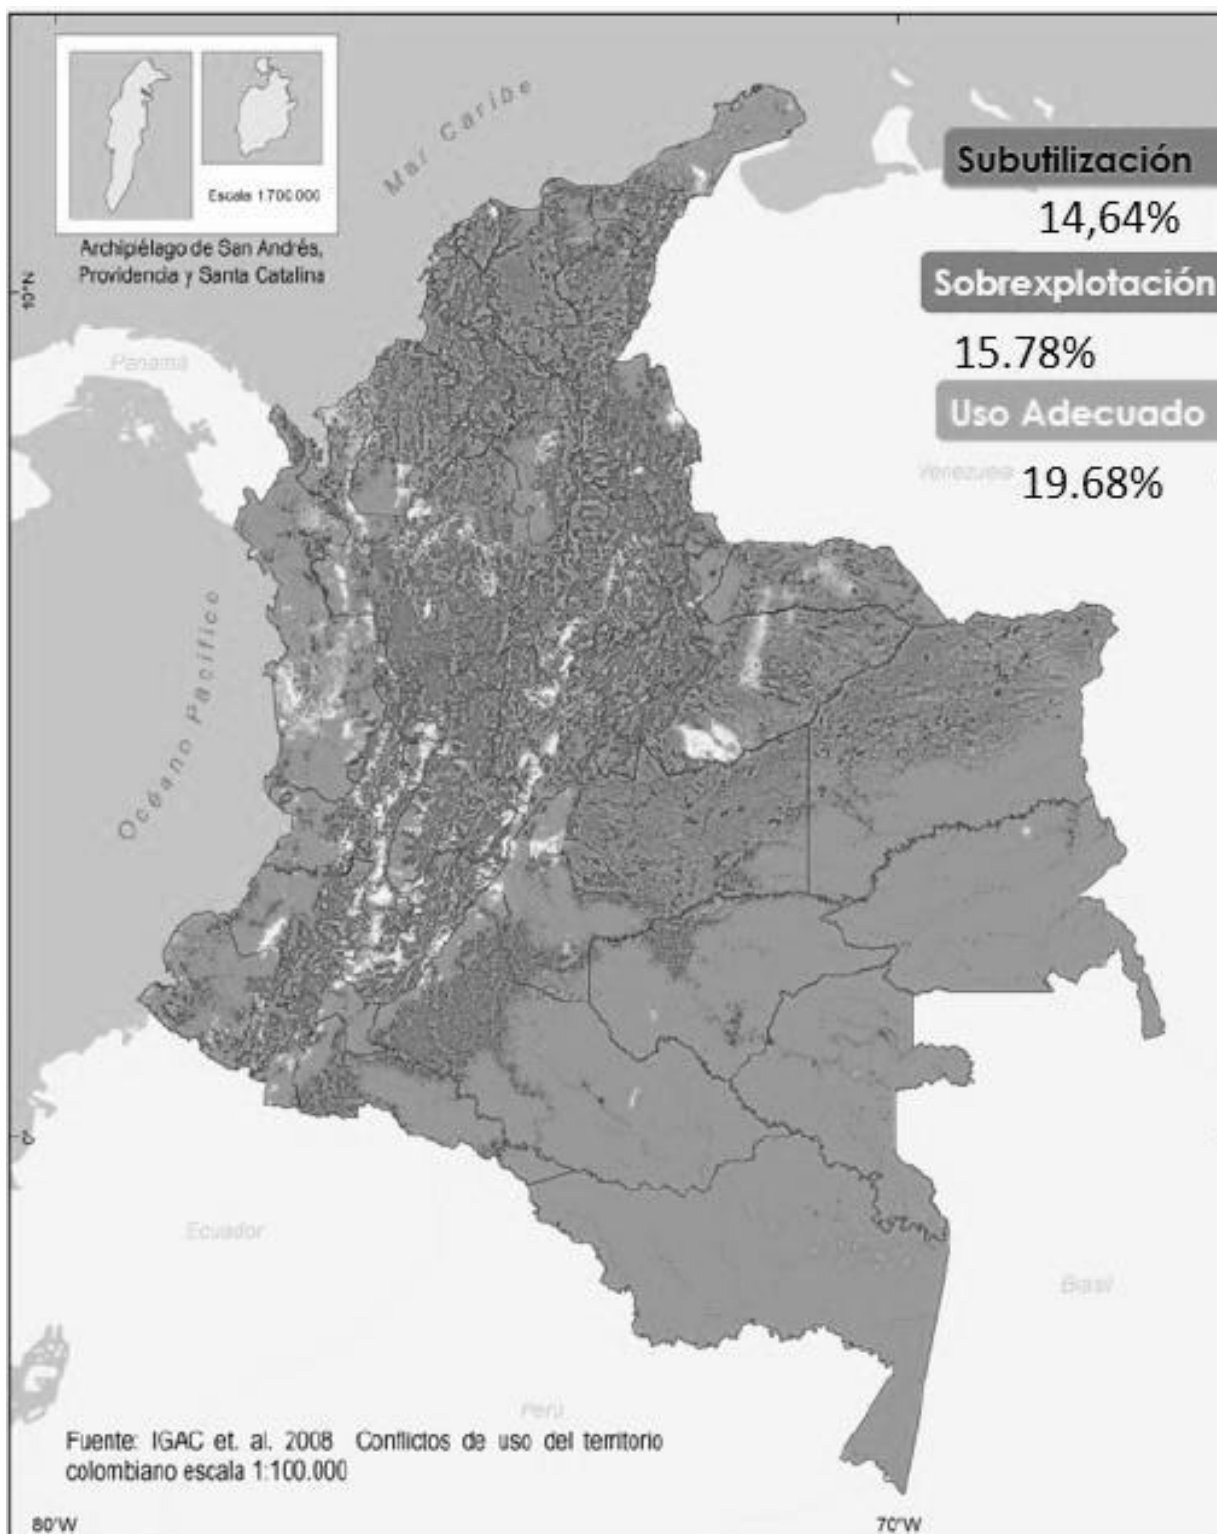 Escala 1:700.000
Archipiélago de San Andrés,
Providencia y Santa Catalina
Mar Caribe
Subutilización
14,64%
Sobrexplotación
15.78%
Uso Adecuado
19.68%
10°N
Panamá
Venezuela
Océano Pacífico
0°
Ecuador
Brasil
Perú
Fuente: IGAC et. al. 2008 Conflictos de uso del territorio
colombiano escala 1:100.000
80°W
70°W